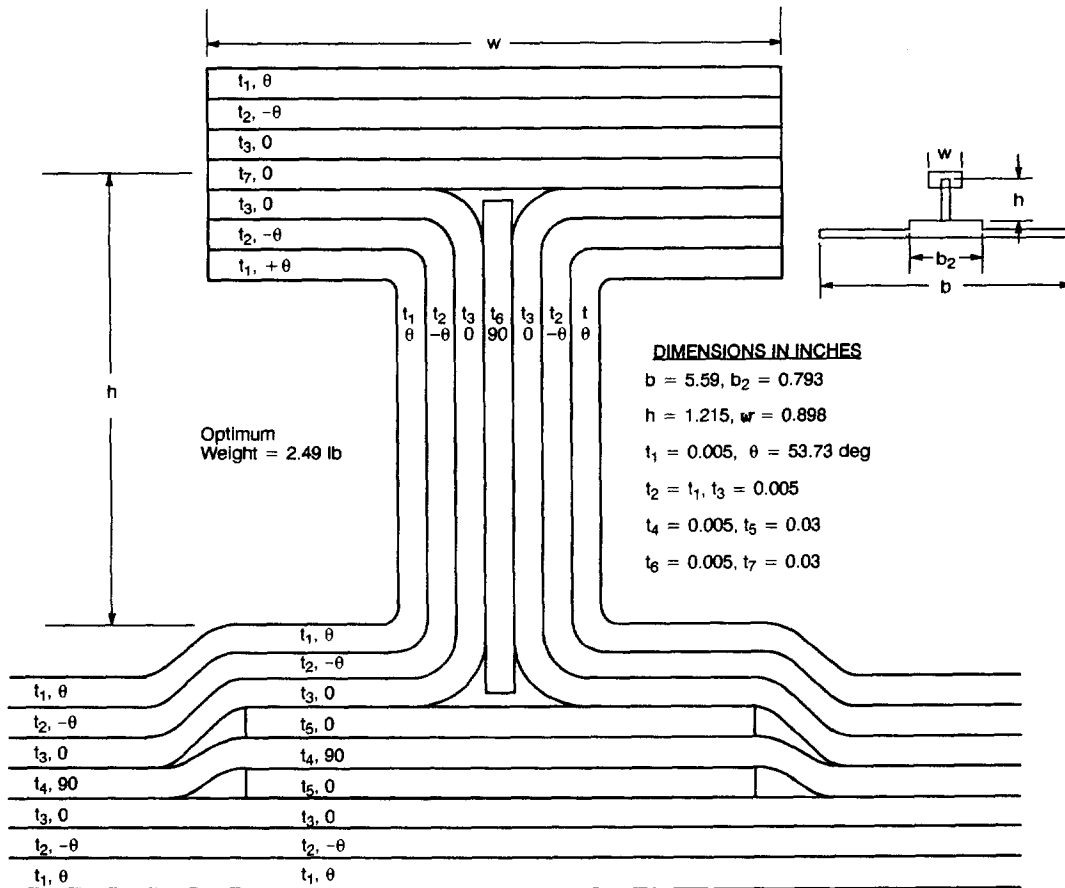 w
t₁, θ
t₂, −θ
t₃, 0
t₇, 0
t₃, 0
t₂, −θ
t₁, +θ
h
t₁ t₂ t₃ t₆ t₃ t₂ t
θ −θ 0 90 0 −θ θ
w
h
b₂
b
DIMENSIONS IN INCHES
b = 5.59, b₂ = 0.793
h = 1.215, w = 0.898
t₁ = 0.005, θ = 53.73 deg
t₂ = t₁, t₃ = 0.005
t₄ = 0.005, t₅ = 0.03
t₆ = 0.005, t₇ = 0.03
Optimum
Weight = 2.49 lb
t₁, θ
t₂, −θ
t₃, 0
t₅, 0
t₄, 90
t₅, 0
t₃, 0
t₂, −θ
t₁, θ
t₁, θ
t₂, −θ
t₃, 0
t₄, 90
t₃, 0
t₂, −θ
t₁, θ